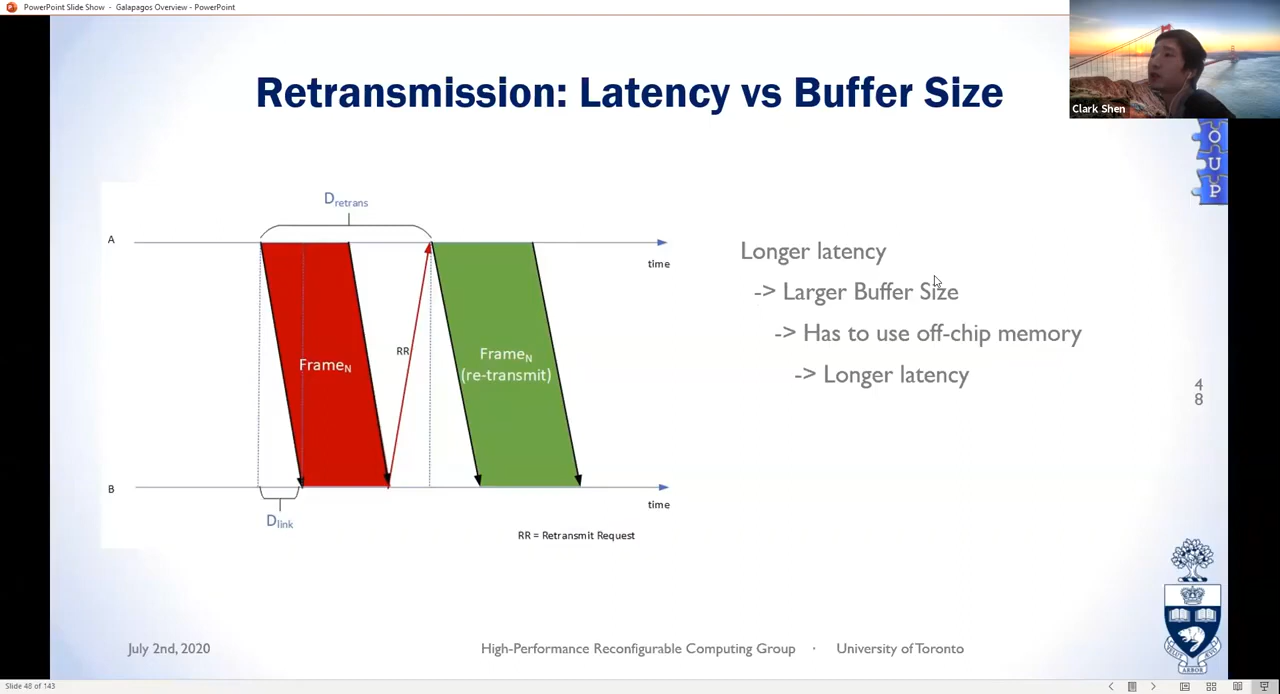 PowerPoint Slide Show - Galapagos Overview - PowerPoint
Clark Shen
Retransmission: Latency vs Buffer Size
O
U
P
D retrans
A
time
Longer latency
-> Larger Buffer Size
-> Has to use off-chip memory
-> Longer latency
RR
Frame N
Frame N
(re-transmit)
4
8
B
time
D link
RR = Retransmit Request
July 2nd, 2020
High-Performance Reconfigurable Computing Group · University of Toronto
Slide 48 of 143